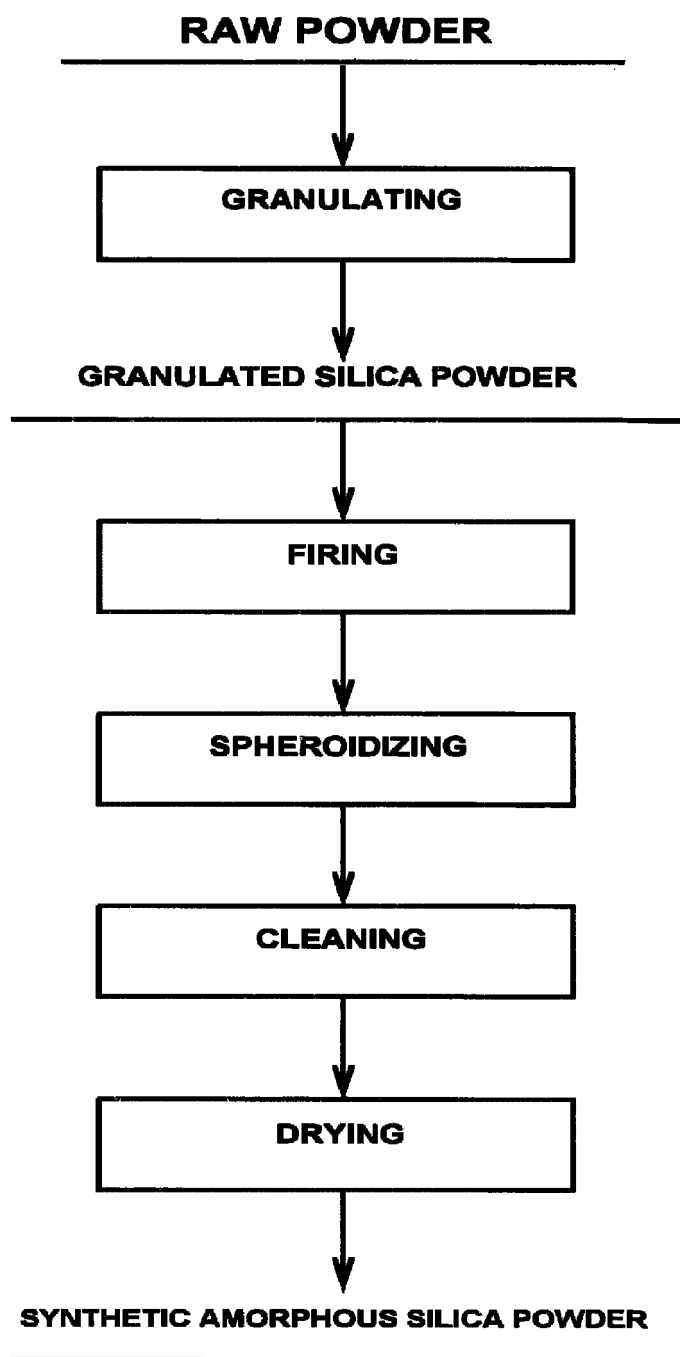 RAW POWDER
GRANULATING
GRANULATED SILICA POWDER
FIRING
SPHEROIDIZING
CLEANING
DRYING
SYNTHETIC AMORPHOUS SILICA POWDER